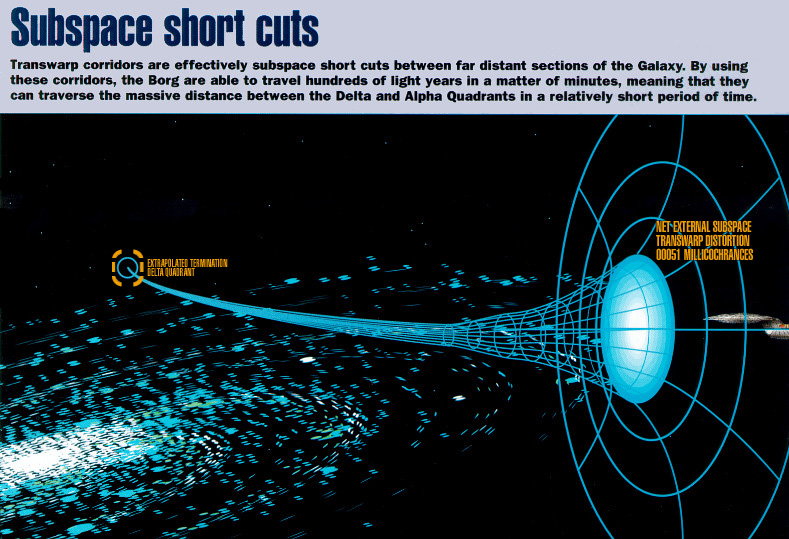 Subspace short cuts
Transwarp corridors are effectively subspace short cuts between far distant sections of the Galaxy. By using
these corridors, the Borg are able to travel hundreds of light years in a matter of minutes, meaning that they
can traverse the massive distance between the Delta and Alpha Quadrants in a relatively short period of time.
NET EXTERNAL SUBSPACE
TRANSWARP DISTORTION
00051 MILLICOCHRANCES
EXTRAPOLATED TERMINATION
DELTA QUADRANT